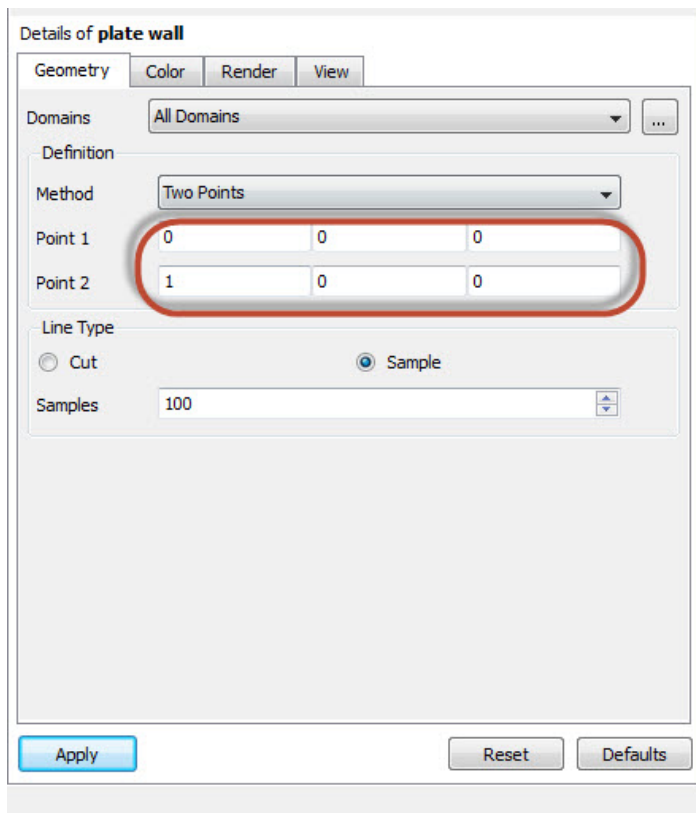 Details of plate wall
Geometry Color Render View
Domains All Domains ...
Definition
Method Two Points
Point 1 0 0 0
Point 2 1 0 0
Line Type
Cut Sample
Samples 100
Apply Reset Defaults